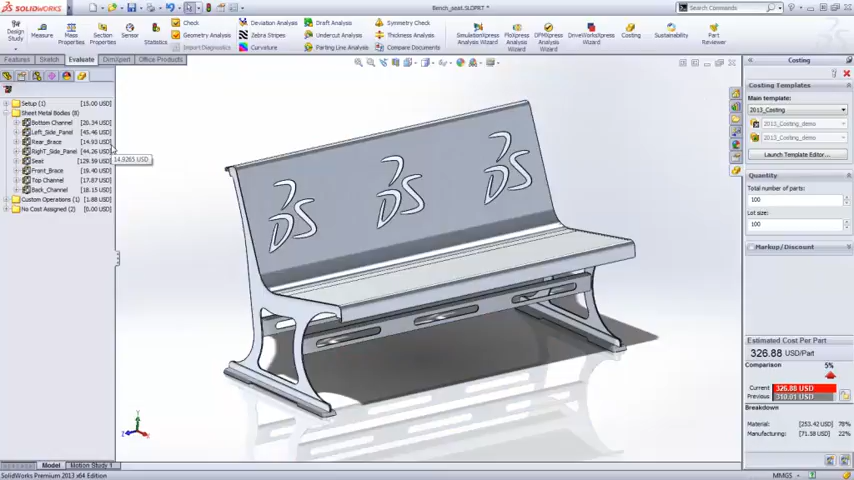 SOLIDWORKS
Bench_seat.SLDPRT *
Search Commands
Design Study
Measure
Mass Properties
Section Properties
Sensor
Statistics
Check
Geometry Analysis
Import Diagnostics
Deviation Analysis
Zebra Stripes
Curvature
Draft Analysis
Undercut Analysis
Parting Line Analysis
Symmetry Check
Thickness Analysis
Compare Documents
SimulationXpress Analysis Wizard
FloXpress Analysis Wizard
DFMXpress Analysis Wizard
DriveWorksXpress Wizard
Costing
Sustainability
Part Reviewer
Features
Sketch
Evaluate
DimXpert
Office Products
Setup (1) [15.00 USD]
Sheet Metal Bodies (8)
Bottom Channel [20.34 USD]
Left_Side_Panel [45.46 USD]
Rear_Brace [14.93 USD]
RighT_Side_Panel [44.26 USD]
14.9265 USD
Seat [129.59 USD]
Front_Brace [18.40 USD]
Top Channel [17.87 USD]
Back_Channel [18.15 USD]
Custom Operations (1) [1.88 USD]
No Cost Assigned (2) [0.00 USD]
Costing
Costing Templates
Main template:
2013_Costing
2013_Costing_demo
2013_Costing_demo
Launch Template Editor...
Quantity
Total number of parts:
100
Lot size:
100
Markup/Discount
Estimated Cost Per Part
326.88 USD/Part
Comparison 5%
Current 326.88 USD
Previous 310.01 USD
Breakdown
Material: [253.42 USD] 78%
Manufacturing: [71.58 USD] 22%
Y
Z
X
Model
Motion Study 1
SolidWorks Premium 2013 x64 Edition
MMGS